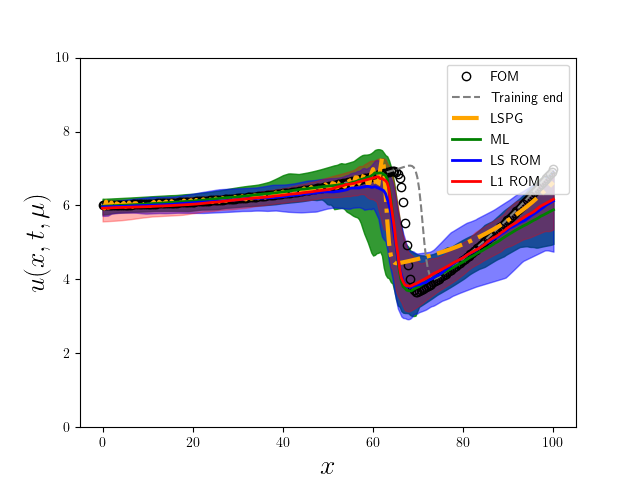 10
8
6
4
2
0
u(x, t, μ)
0
20
40
60
80
100
x
FOM
Training end
LSPG
ML
LS ROM
L1 ROM